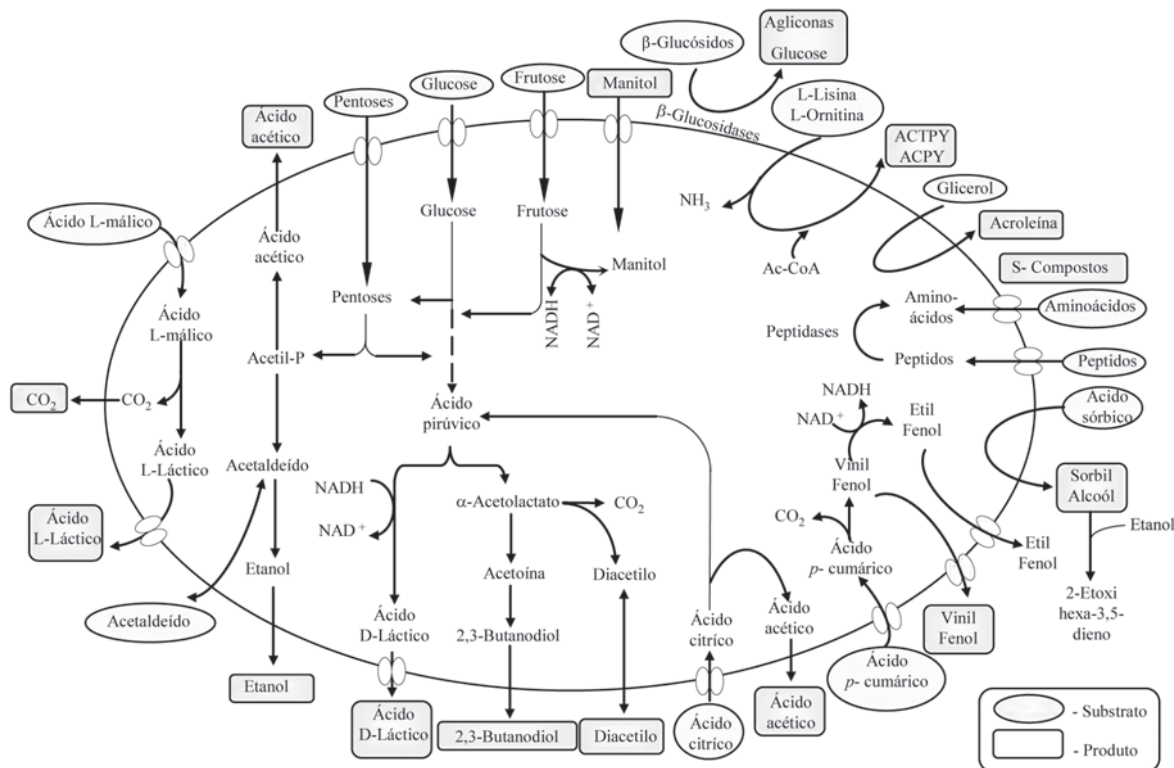 β-Glucósidos
Agliconas
Glucose
Pentoses
Glucose
Frutose
Manitol
Ácido
acético
β-Glucosidases
L-Lisina
L-Ornitina
ACTPY
ACPY
NH3
Glicerol
Acroleína
Ac-CoA
S- Compostos
Ácido L-málico
Ácido
acético
Glucose
Frutose
Manitol
NADH
NAD+
Pentoses
Ácido
L-málico
Acetil-P
Peptidases
Amino-
ácidos
Aminoácidos
Peptidos
Peptidos
CO2
CO2
Ácido
pirúvico
NADH
NAD+
Etil
Fenol
Acido
sórbico
Ácido
L-Láctico
Acetaldeído
NADH
NAD+
α-Acetolactato
CO2
Vinil
Fenol
Sorbil
Alcoól
CO2
Etanol
Ácido
L-Láctico
Etanol
Acetoína
Diacetilo
Ácido
p- cumárico
Etil
Fenol
2-Etoxi
hexa-3,5-
dieno
Acetaldeído
Ácido
D-Láctico
2,3-Butanodiol
Ácido
citríco
Ácido
acético
Vinil
Fenol
Ácido
p- cumárico
Etanol
Ácido
D-Láctico
2,3-Butanodiol
Diacetilo
Ácido
citríco
Ácido
acético
- Substrato
- Produto